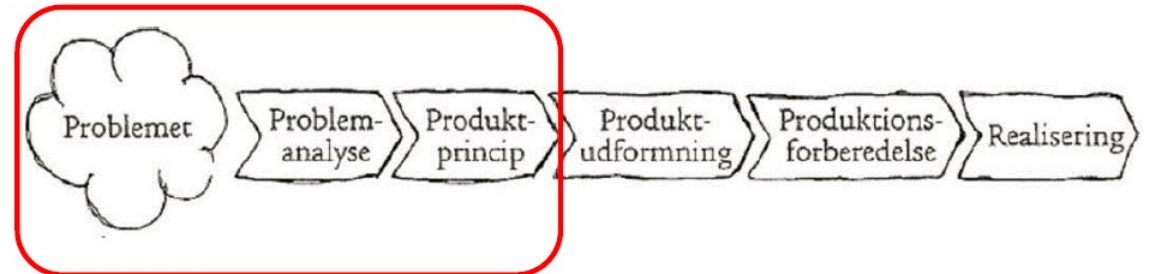 Problemet
Problem-
analyse
Produkt-
princip
Produkt-
udformning
Produktions-
forberedelse
Realisering